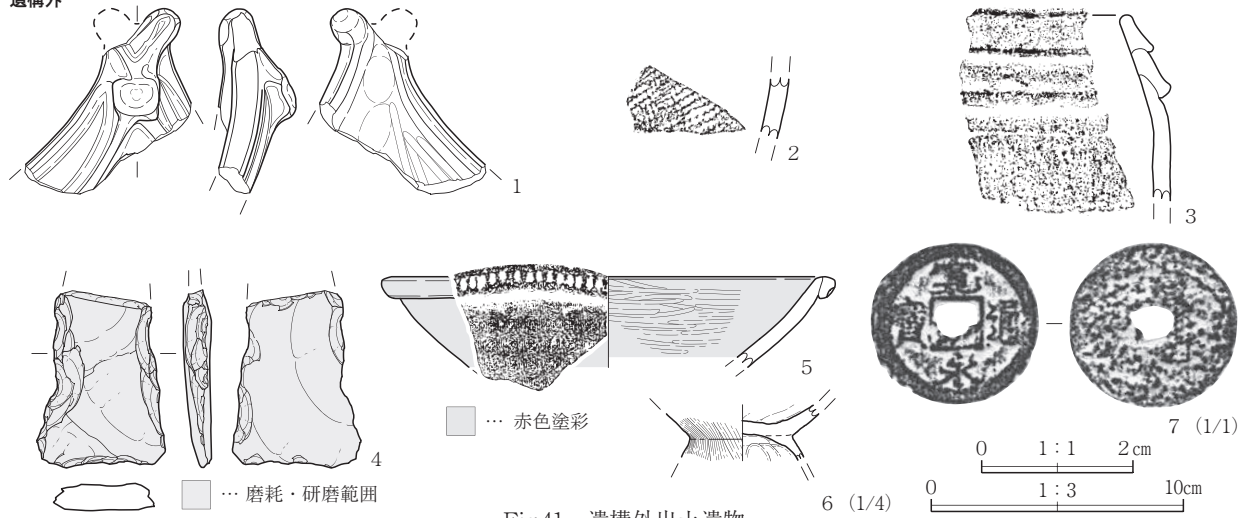 遺構外
1
2
3
4
… 磨耗・研磨範囲
5
… 赤色塗彩
6 (1/4)
寛永通寳
7 (1/1)
0 1：1 2cm
0 1：3 10cm
Fig.41 遺構外出土遺物